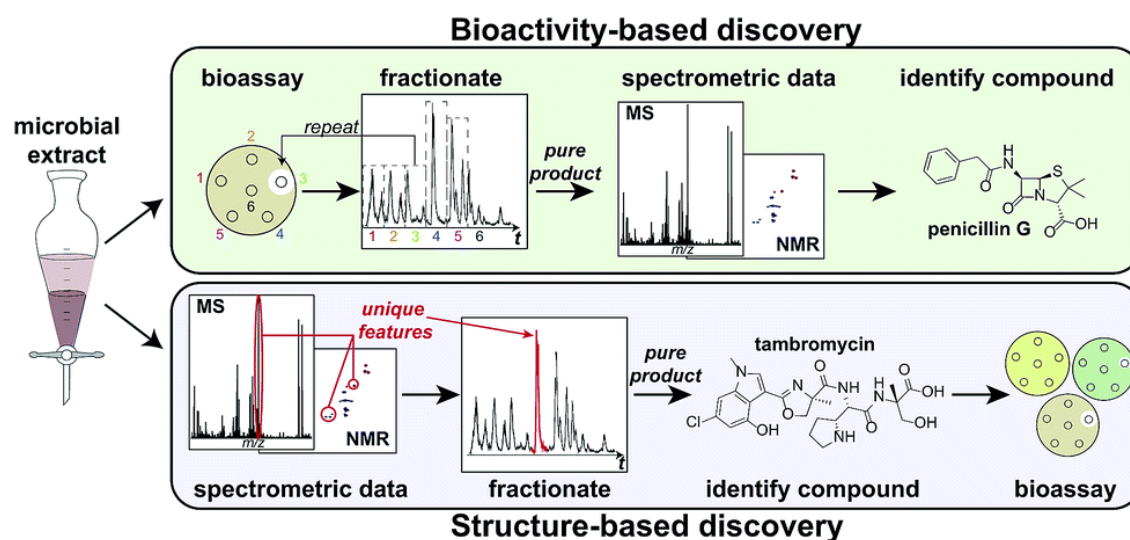 Bioactivity-based discovery
microbial
extract
bioassay
fractionate
spectrometric data
identify compound
1
2
3
4
5
6
repeat
1 2 3 4 5 6 t
pure
product
MS
m/z
NMR
O
HN
H
H
S
N
O
O
OH
penicillin G
MS
m/z
NMR
unique
features
t
pure
product
tambromycin
N
N
O
O
H
N
O
H
N
O
OH
OH
Cl
OH
NH
spectrometric data
fractionate
identify compound
bioassay
Structure-based discovery